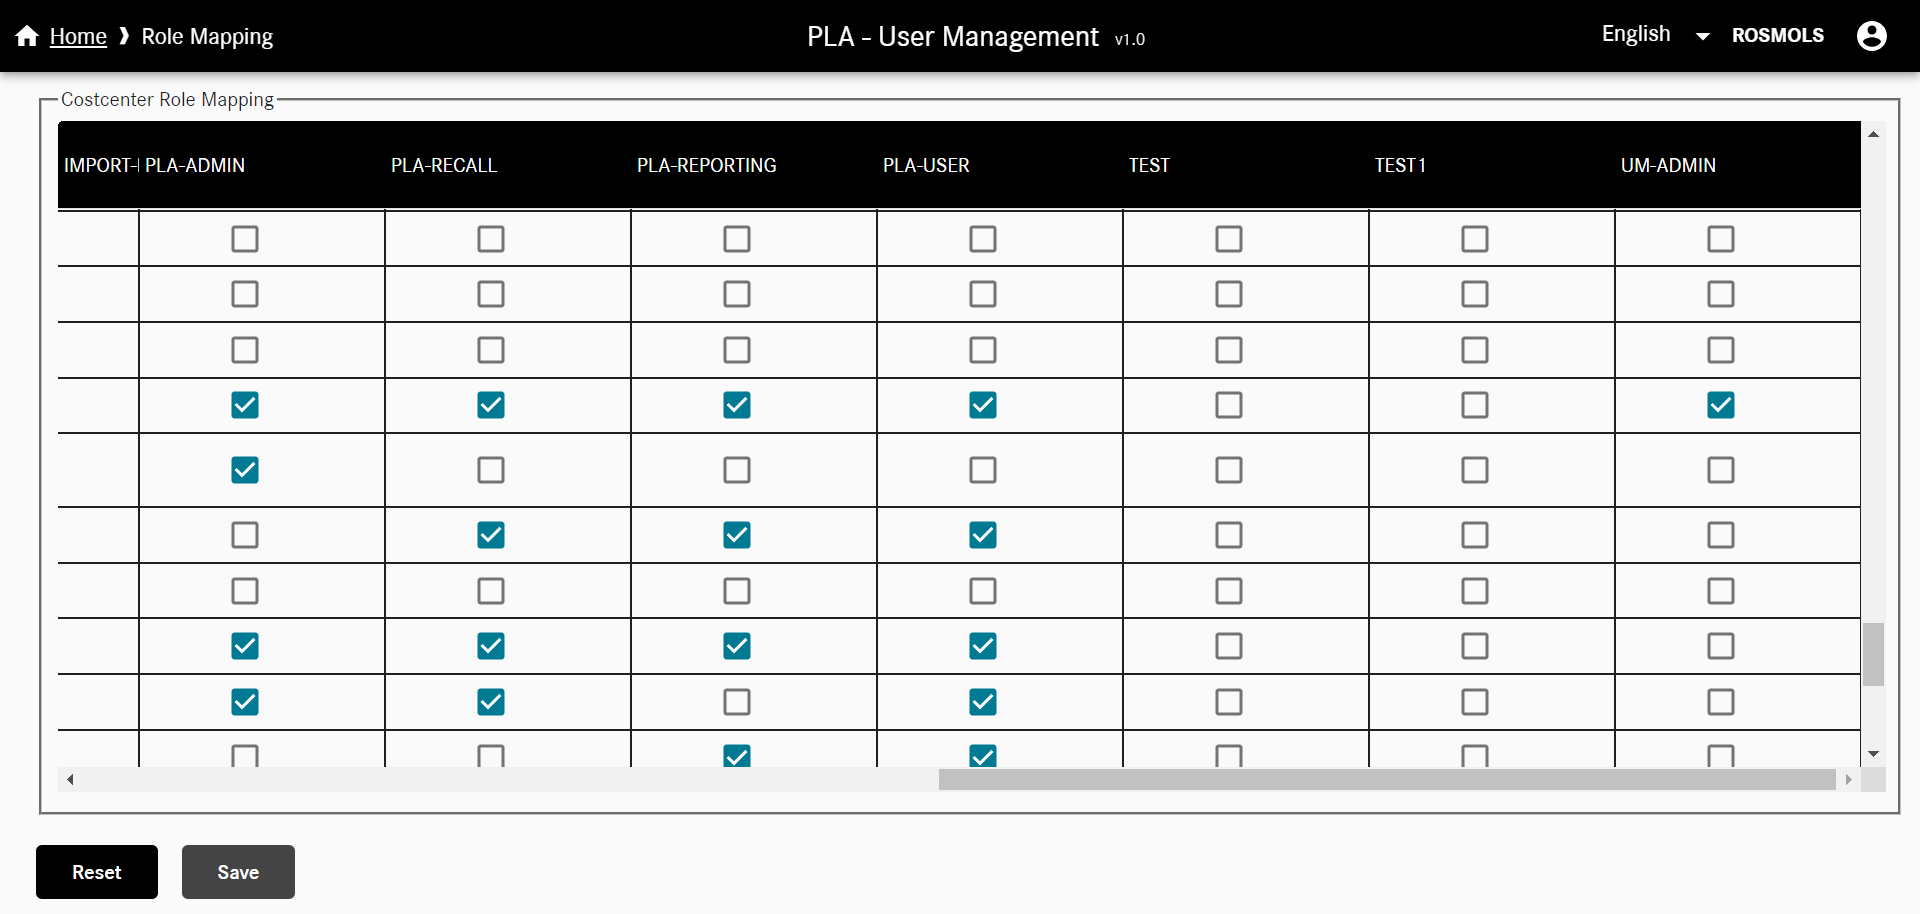 Home ❱ Role Mapping
PLA - User Management v1.0
English
ROSMOLS
Costcenter Role Mapping
IMPORT- PLA-ADMIN PLA-RECALL PLA-REPORTING PLA-USER TEST TEST1 UM-ADMIN
Reset Save